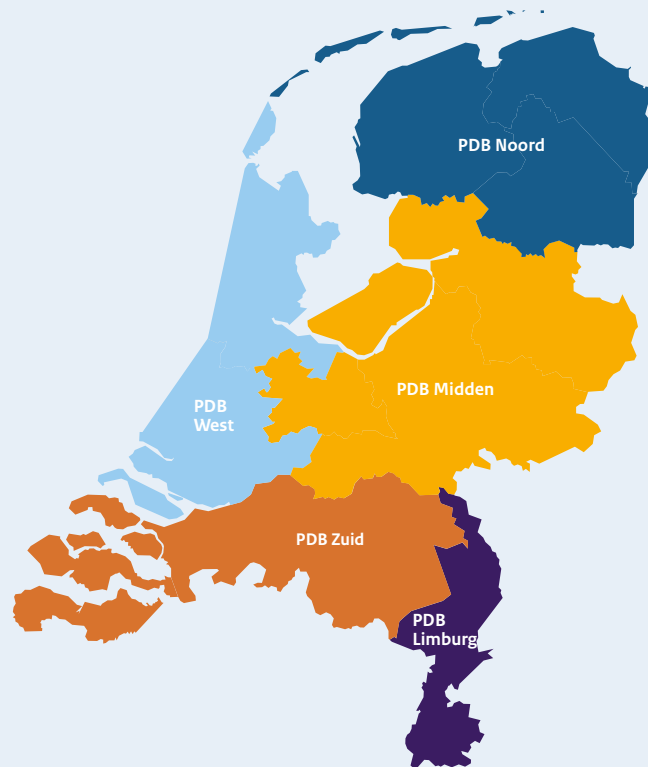 PDB Noord
PDB Midden
PDB
West
PDB Zuid
PDB
Limburg